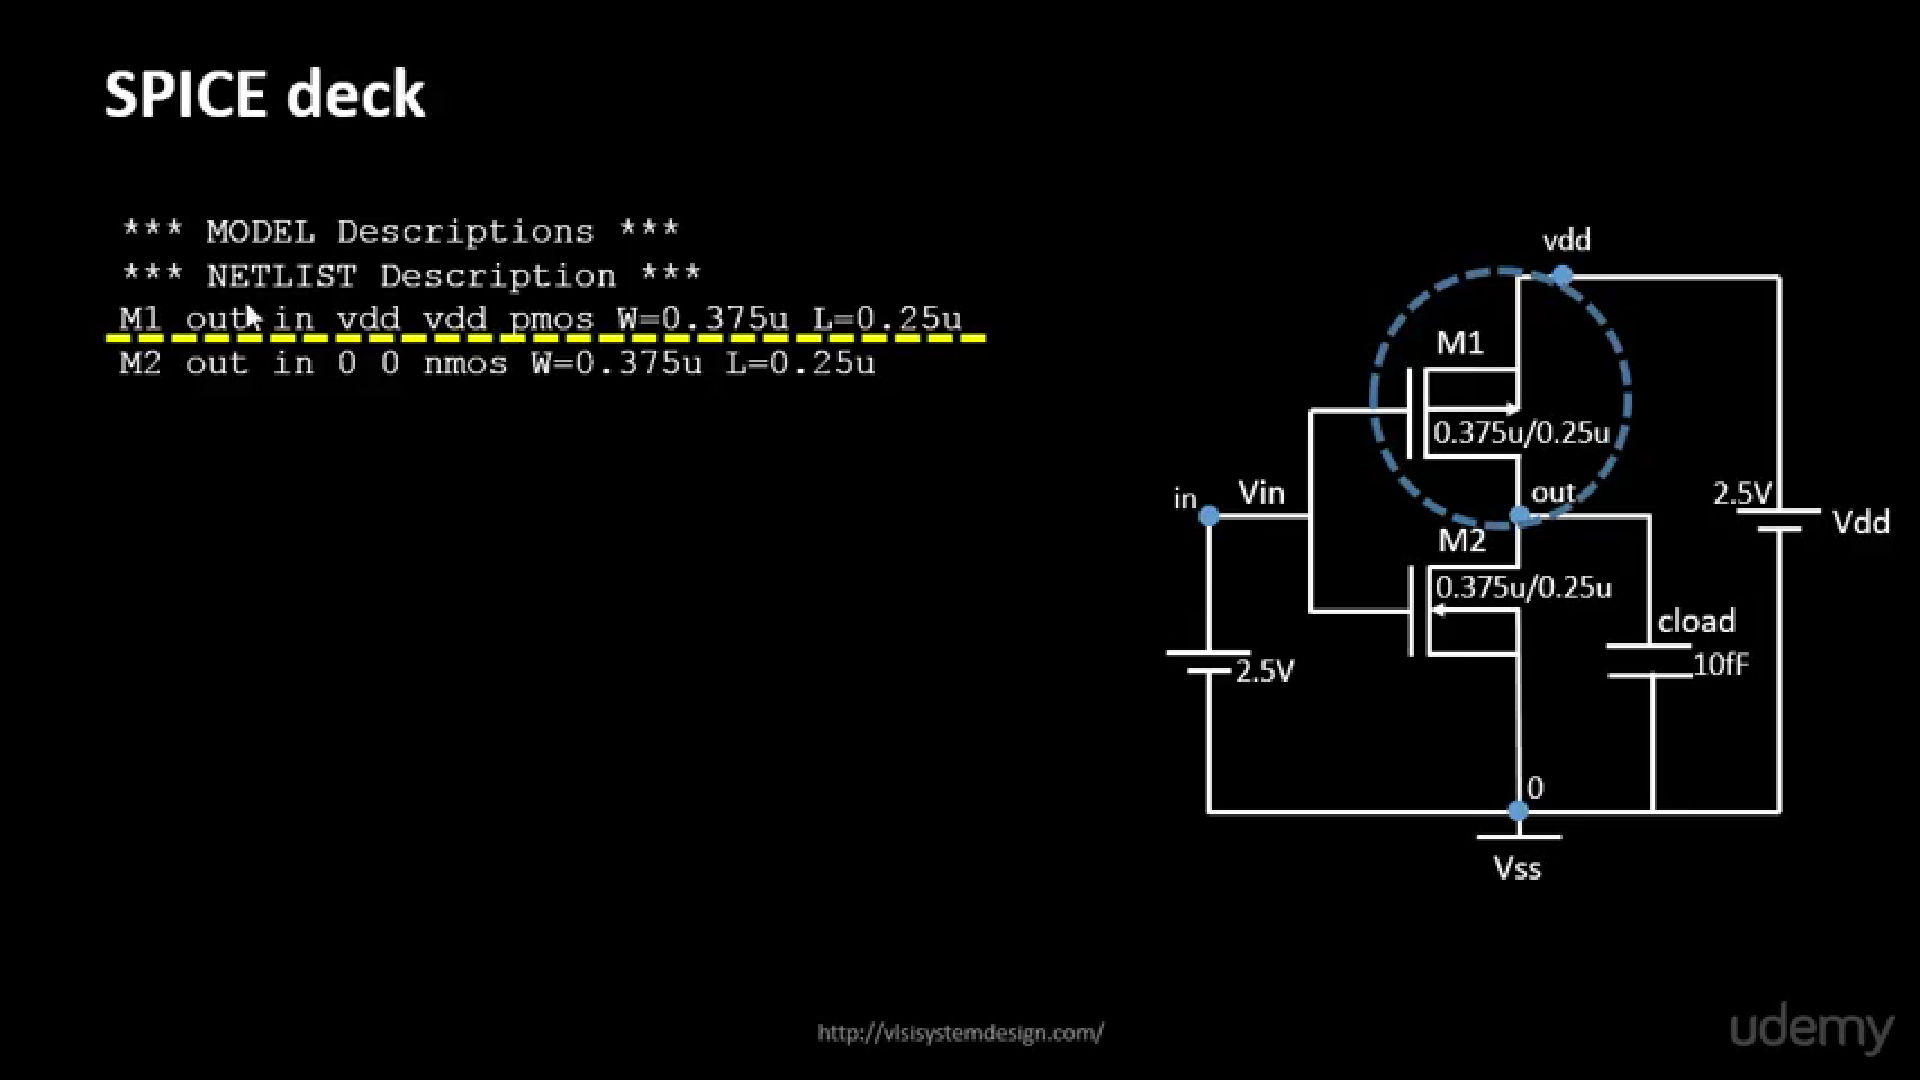 SPICE deck
*** MODEL Descriptions ***
*** NETLIST Description ***
M1 out in vdd vdd pmos W=0.375u L=0.25u
M2 out in 0 0 nmos W=0.375u L=0.25u
vdd
M1
0.375u/0.25u
in
Vin
out
2.5V
Vdd
M2
0.375u/0.25u
cload
10fF
2.5V
0
Vss
http://vlsisystemdesign.com/
udemy